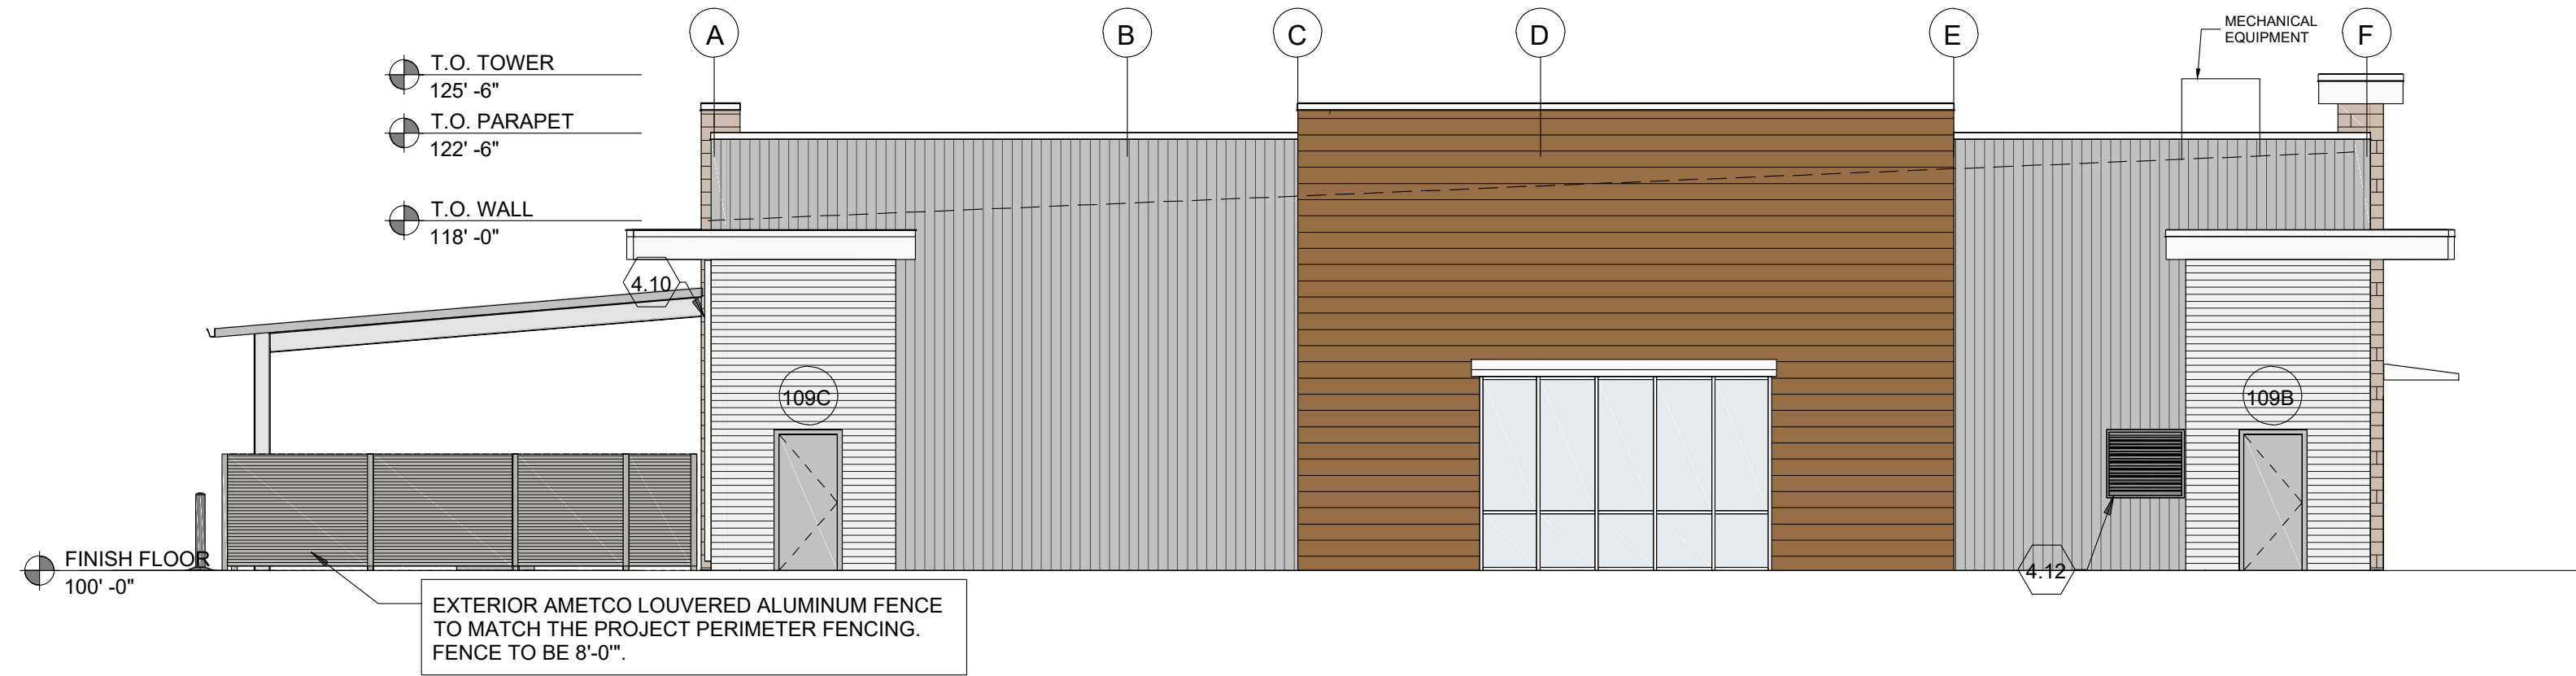 A
B
C
D
E
F
MECHANICAL
EQUIPMENT
T.O. TOWER
125' -6"
T.O. PARAPET
122' -6"
T.O. WALL
118' -0"
4.10
109C
109B
4.12
FINISH FLOOR
100' -0"
EXTERIOR AMETCO LOUVERED ALUMINUM FENCE
TO MATCH THE PROJECT PERIMETER FENCING.
FENCE TO BE 8'-0'".